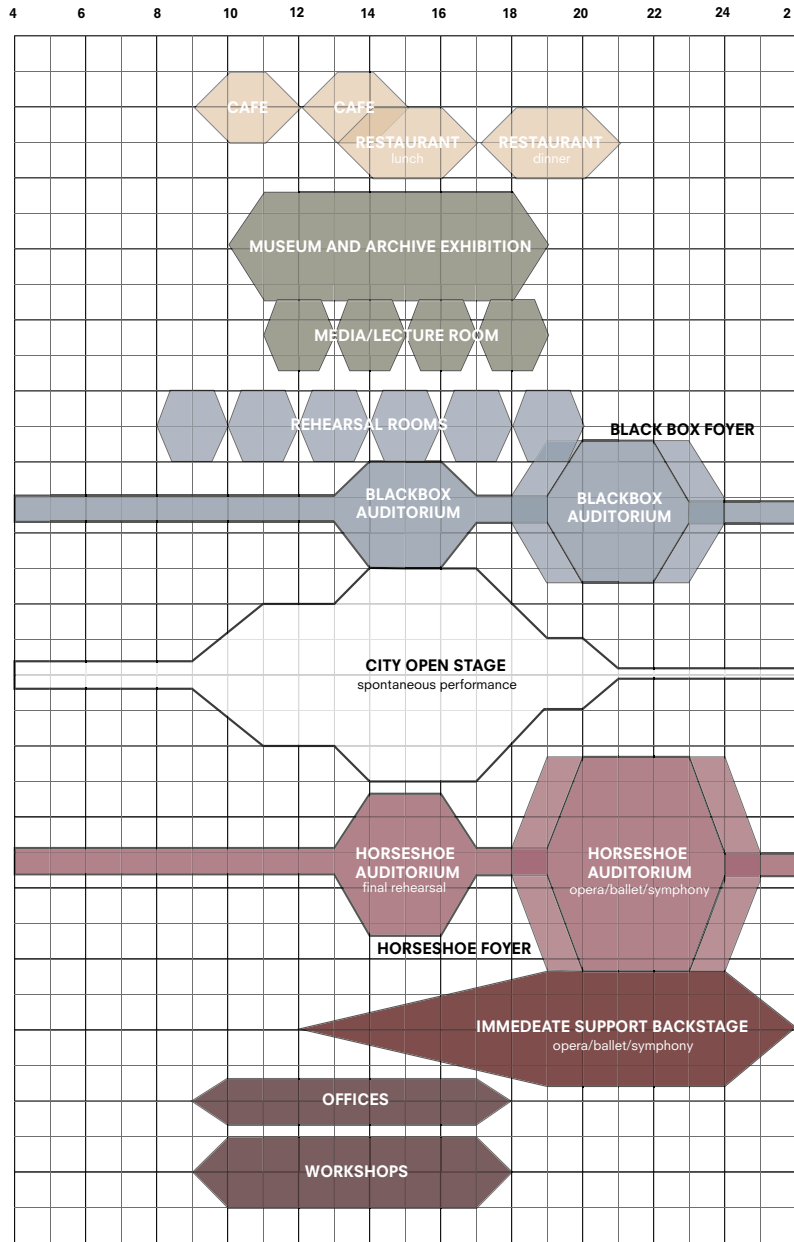 4 6 8 10 12 14 16 18 20 22 24 2
CAFE CAFE
RESTAURANT RESTAURANT
lunch dinner
MUSEUM AND ARCHIVE EXHIBITION
MEDIA/LECTURE ROOM
REHEARSAL ROOMS
BLACK BOX FOYER
BLACKBOX
AUDITORIUM
BLACKBOX
AUDITORIUM
CITY OPEN STAGE
spontaneous performance
HORSESHOE
AUDITORIUM
final rehearsal
HORSESHOE
AUDITORIUM
opera/ballet/symphony
HORSESHOE FOYER
IMMEDEATE SUPPORT BACKSTAGE
opera/ballet/symphony
OFFICES
WORKSHOPS